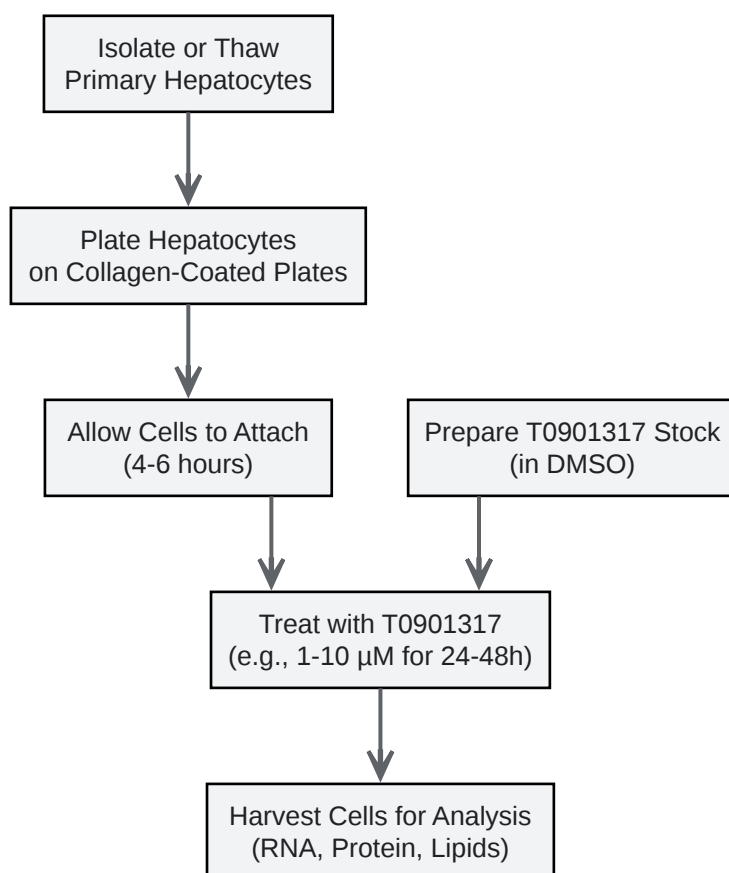 Isolate or Thaw
Primary Hepatocytes
Plate Hepatocytes
on Collagen-Coated Plates
Allow Cells to Attach
(4-6 hours)
Prepare T0901317 Stock
(in DMSO)
Treat with T0901317
(e.g., 1-10 µM for 24-48h)
Harvest Cells for Analysis
(RNA, Protein, Lipids)